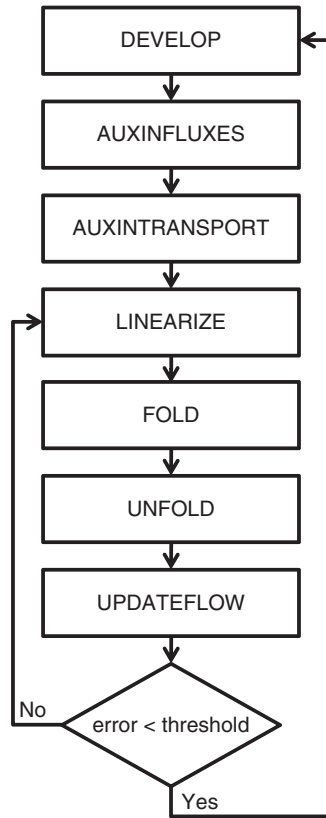 DEVELOP
AUXINFLUXES
AUXINTRANSPORT
LINEARIZE
FOLD
UNFOLD
UPDATEFLOW
No
error < threshold
Yes